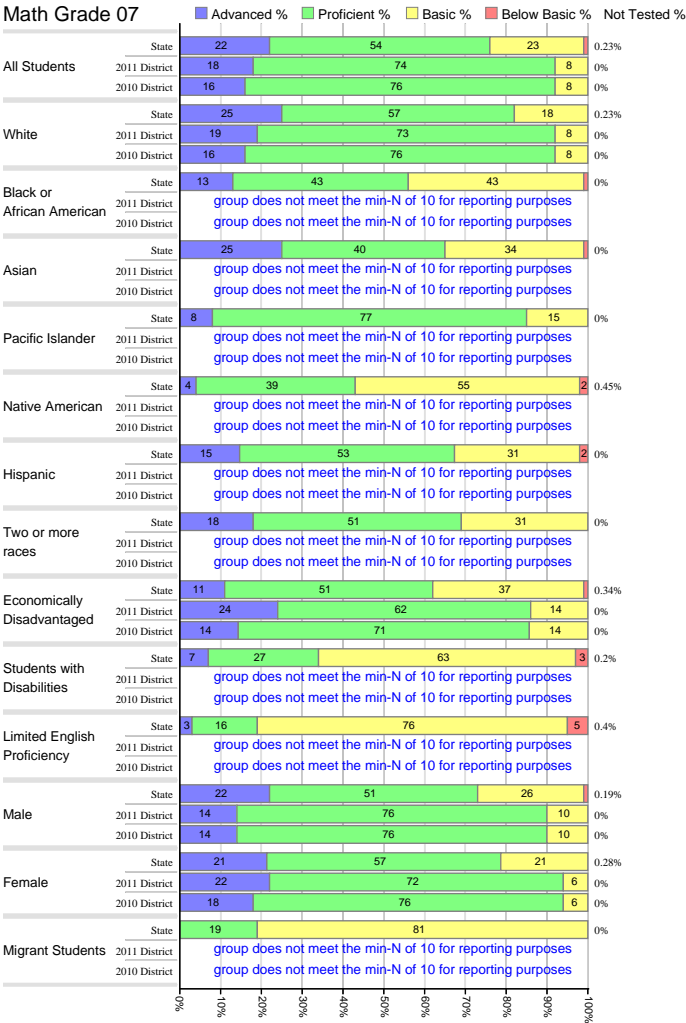 Math Grade 07 Advanced % Proficient % Basic % Below Basic % Not Tested %
All Students
State 22 54 23 0.23%
2011 District 18 74 8 0%
2010 District 16 76 8 0%
White
State 25 57 18 0.23%
2011 District 19 73 8 0%
2010 District 16 76 8 0%
Black or
African American
State 13 43 43 0%
2011 District group does not meet the min-N of 10 for reporting purposes
2010 District group does not meet the min-N of 10 for reporting purposes
Asian
State 25 40 34 0%
2011 District group does not meet the min-N of 10 for reporting purposes
2010 District group does not meet the min-N of 10 for reporting purposes
Pacific Islander
State 8 77 15 0%
2011 District group does not meet the min-N of 10 for reporting purposes
2010 District group does not meet the min-N of 10 for reporting purposes
Native American
State 4 39 55 2 0.45%
2011 District group does not meet the min-N of 10 for reporting purposes
2010 District group does not meet the min-N of 10 for reporting purposes
Hispanic
State 15 53 31 2 0%
2011 District group does not meet the min-N of 10 for reporting purposes
2010 District group does not meet the min-N of 10 for reporting purposes
Two or more
races
State 18 51 31 0%
2011 District group does not meet the min-N of 10 for reporting purposes
2010 District group does not meet the min-N of 10 for reporting purposes
Economically
Disadvantaged
State 11 51 37 0.34%
2011 District 24 62 14 0%
2010 District 14 71 14 0%
Students with
Disabilities
State 7 27 63 3 0.2%
2011 District group does not meet the min-N of 10 for reporting purposes
2010 District group does not meet the min-N of 10 for reporting purposes
Limited English
Proficiency
State 3 16 76 5 0.4%
2011 District group does not meet the min-N of 10 for reporting purposes
2010 District group does not meet the min-N of 10 for reporting purposes
Male
State 22 51 26 0.19%
2011 District 14 76 10 0%
2010 District 14 76 10 0%
Female
State 21 57 21 0.28%
2011 District 22 72 6 0%
2010 District 18 76 6 0%
Migrant Students
State 19 81 0%
2011 District group does not meet the min-N of 10 for reporting purposes
2010 District group does not meet the min-N of 10 for reporting purposes
0% 10% 20% 30% 40% 50% 60% 70% 80% 90% 100%